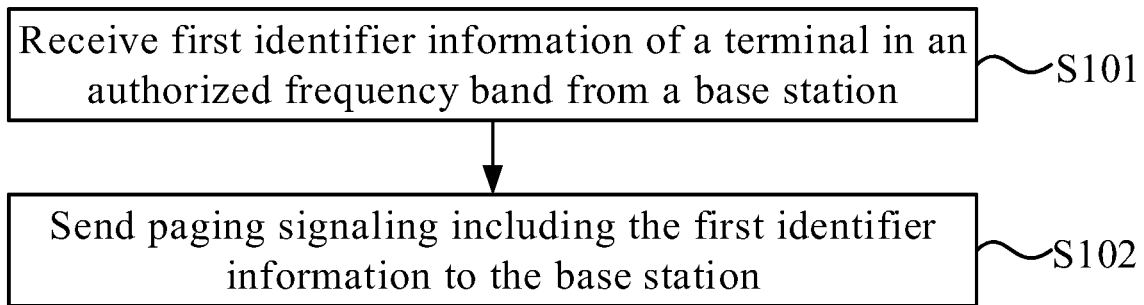 Receive first identifier information of a terminal in an
authorized frequency band from a base station
S101
Send paging signaling including the first identifier
information to the base station
S102